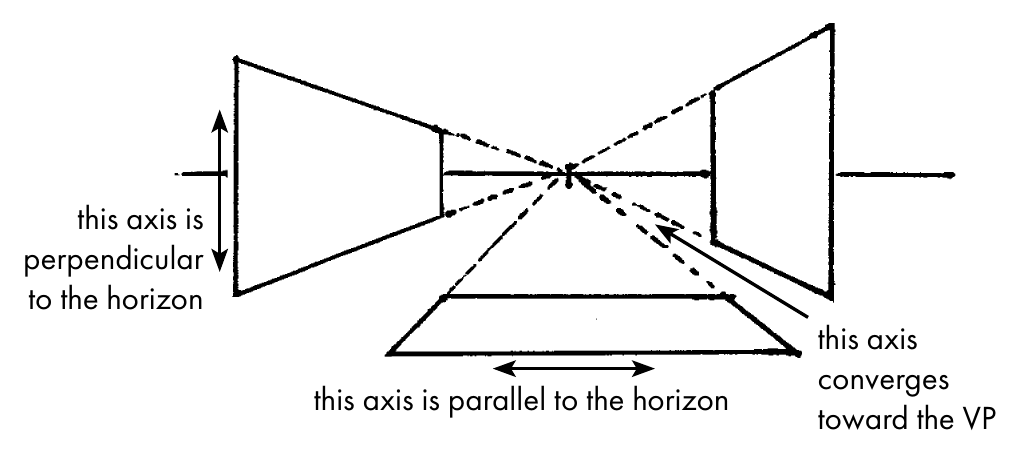 this axis is
perpendicular
to the horizon
this axis is parallel to the horizon
this axis
converges
toward the VP